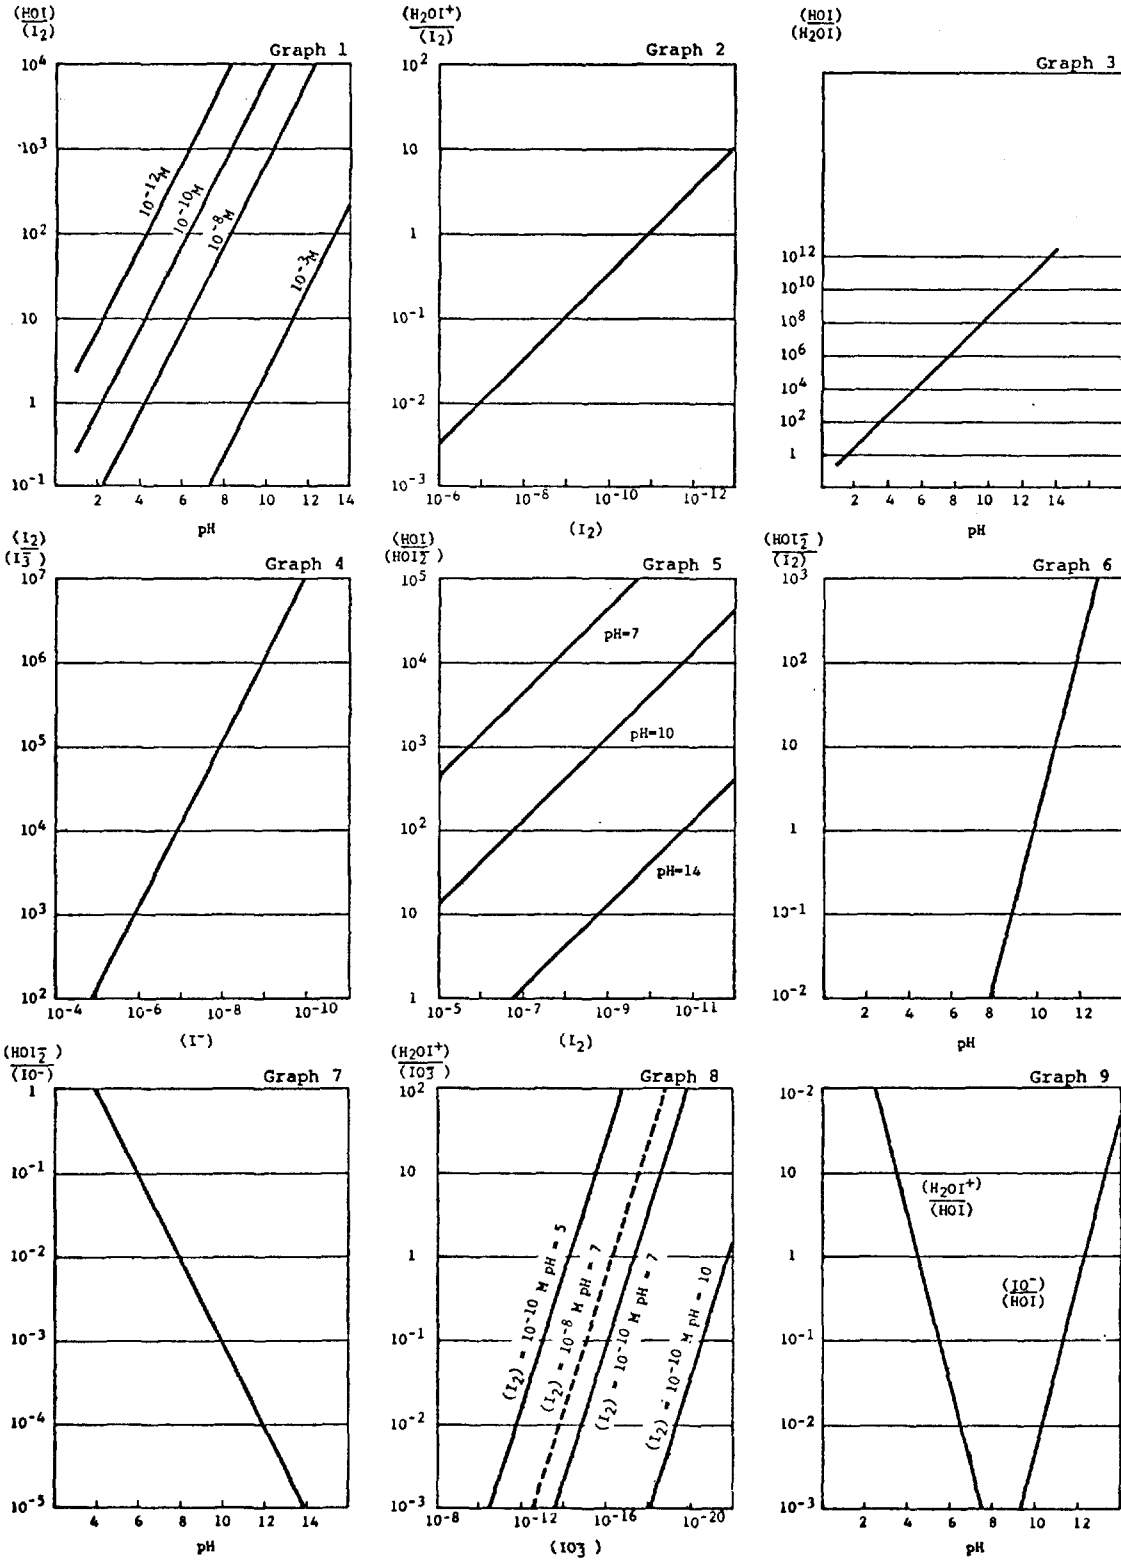 (HOI)
(I2)
Graph 1
10^4
10^3
10^2
10
1
10^-1
10^-12 M
10^-10 M
10^-8 M
10^-3 M
2 4 6 8 10 12 14
pH
(H2OI+)
(I2)
Graph 2
10^2
10
1
10^-1
10^-2
10^-3
10^-6 10^-8 10^-10 10^-12
(I2)
(HOI)
(H2OI)
Graph 3
10^12
10^10
10^8
10^6
10^4
10^2
1
2 4 6 8 10 12 14
pH
(I2)
(I3^-)
Graph 4
10^7
10^6
10^5
10^4
10^3
10^2
10^-4 10^-6 10^-8 10^-10
(I^-)
(HOI)
(HOI2^-)
Graph 5
10^5
10^4
10^3
10^2
10
1
pH=7
pH=10
pH=14
10^-5 10^-7 10^-9 10^-11
(I2)
(HOI2^-)
(I2)
Graph 6
10^3
10^2
10
1
10^-1
10^-2
2 4 6 8 10 12
pH
(HOI2^-)
(IO^-)
Graph 7
1
10^-1
10^-2
10^-3
10^-4
10^-5
4 6 8 10 12 14
pH
(H2OI+)
(IO3^-)
Graph 8
10^2
10
1
10^-1
10^-2
10^-3
(I2) = 10^-10 M pH = 5
(I2) = 10^-8 M pH = 7
(I2) = 10^-10 M pH = 7
(I2) = 10^-10 M pH = 10
10^-8 10^-12 10^-16 10^-20
(IO3^-)
Graph 9
10^-2
10
1
10^-1
10^-2
10^-3
(H2OI+)
(HOI)
(IO^-)
(HOI)
2 4 6 8 10 12
pH